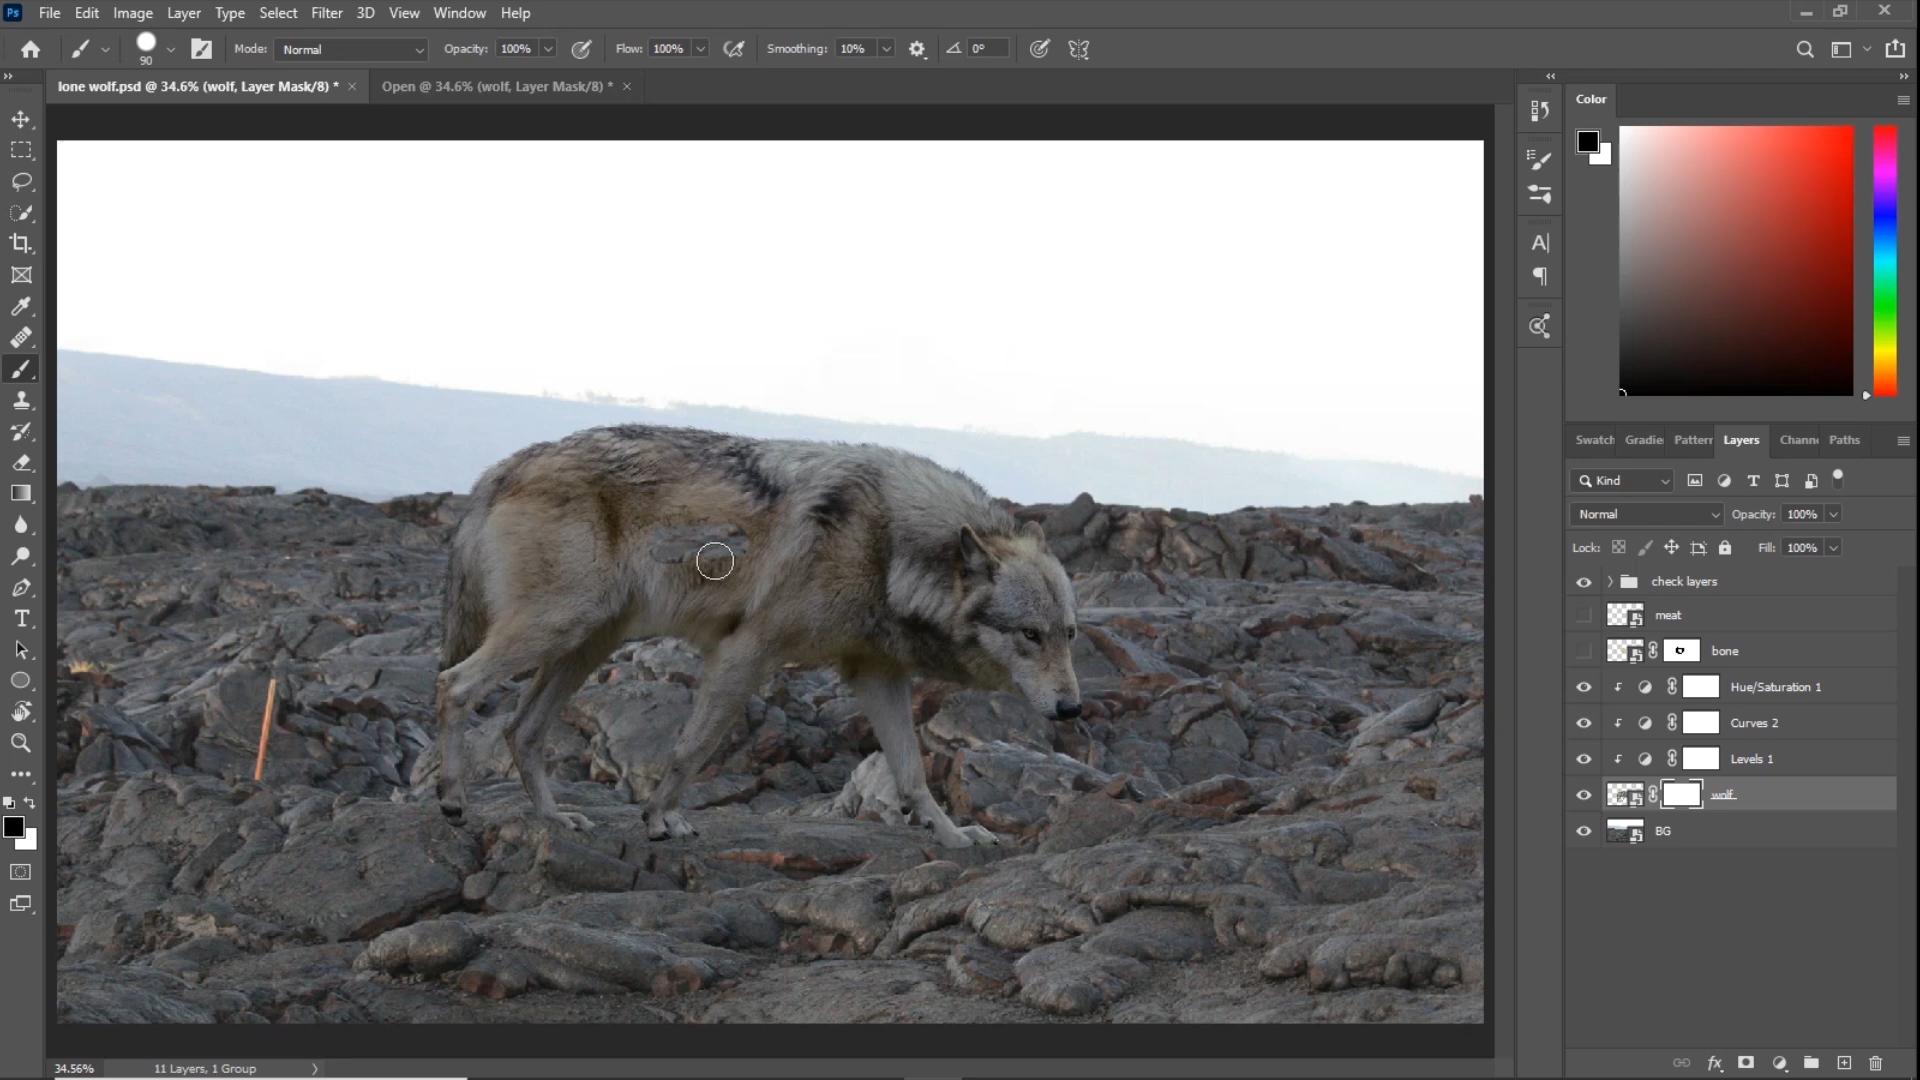 Ps File Edit Image Layer Type Select Filter 3D View Window Help
90 Mode: Normal Opacity: 100% Flow: 100% Smoothing: 10% 0°
lone wolf.psd @ 34.6% (wolf, Layer Mask/8) * × Open @ 34.6% (wolf, Layer Mask/8) * ×
Color
Swatch Gradie Pattern Layers Channe Paths
Kind
Normal Opacity: 100%
Lock: Fill: 100%
check layers
meat
bone
Hue/Saturation 1
Curves 2
Levels 1
wolf
BG
34.56% 11 Layers, 1 Group